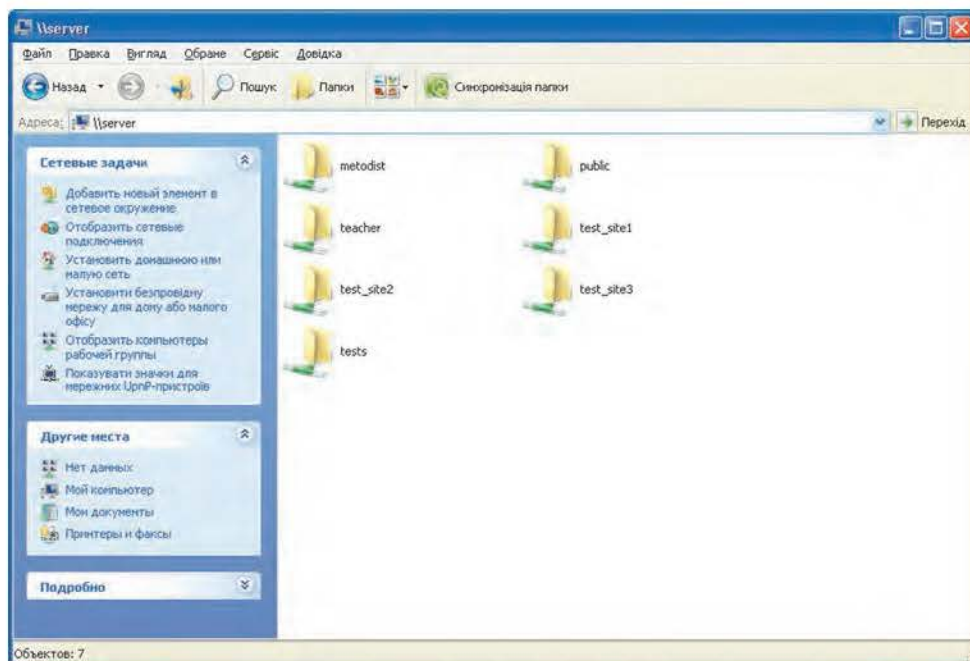 \\server
Файл Правка Вигляд Обране Сервіс Довідка
Назад Пошук Папки Синхронізація папки
Адреса: \\server Перехід
Сетевые задачи
Добавить новый элемент в
сетевое окружение
Отобразить сетевые
подключения
Установить домашнюю или
малую сеть
Установити безпровідну
мережу для дому або малого
офісу
Отобразить компьютеры
рабочей группы
Показувати значки для
мережних UpnP-пристроїв
Другие места
Нет данных
Мой компьютер
Мои документы
Принтеры и факсы
Подробно
metodist public
teacher test_site1
test_site2 test_site3
tests
Объектов: 7